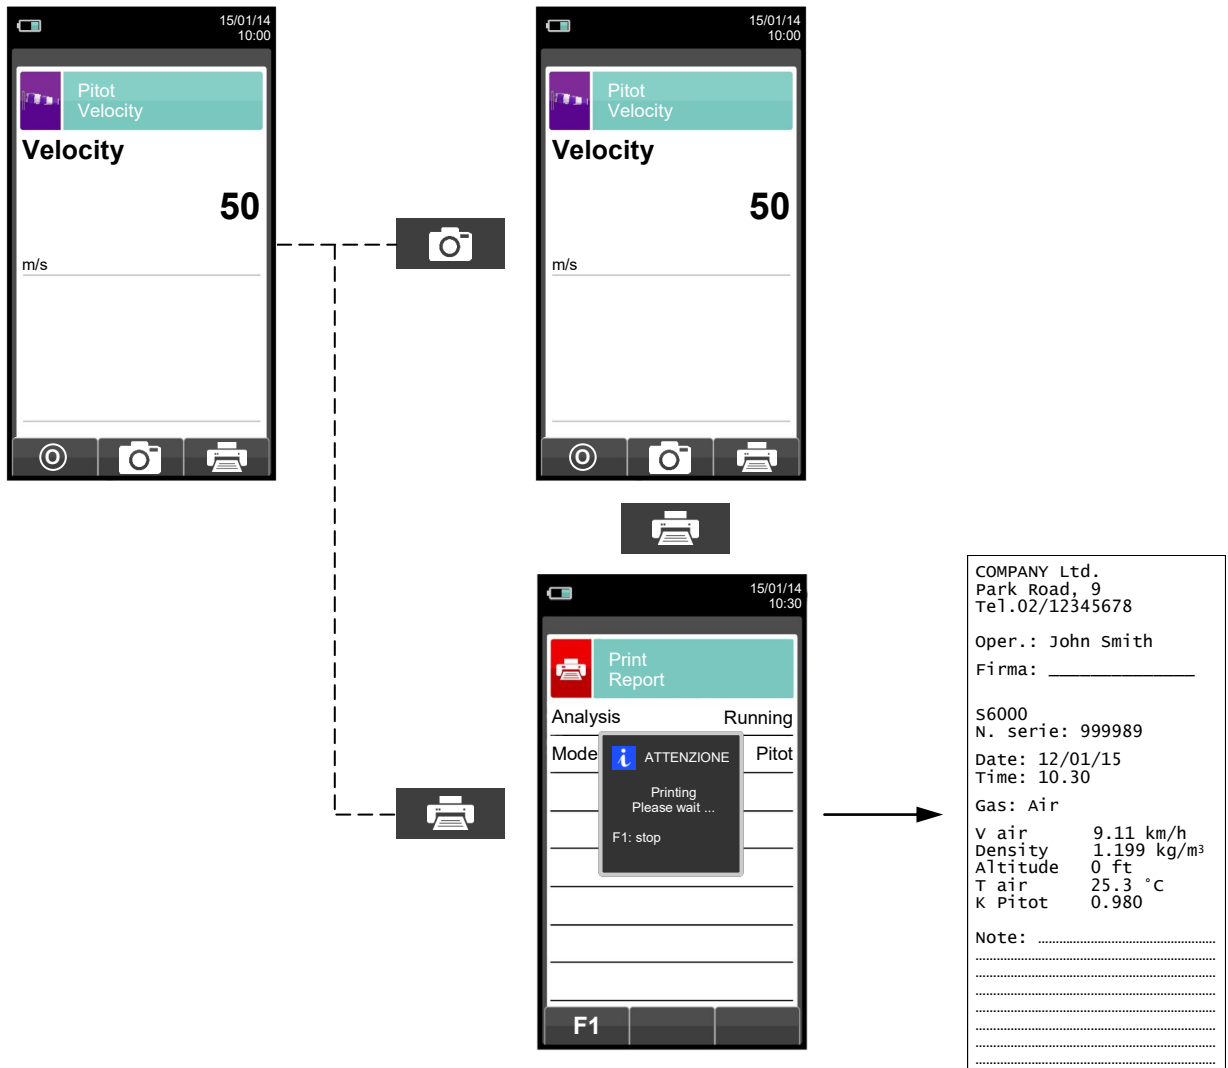 15/01/14
10:00
Pitot
Velocity
Velocity
50
m/s
15/01/14
10:00
Pitot
Velocity
Velocity
50
m/s
15/01/14
10:30
Print
Report
Analysis Running
Mode Pitot
i ATTENZIONE
Printing
Please wait ...
F1: stop
F1
COMPANY Ltd.
Park Road, 9
Tel.02/12345678
Oper.: John Smith
Firma: ______________
S6000
N. serie: 999989
Date: 12/01/15
Time: 10.30
Gas: Air
V air 9.11 km/h
Density 1.199 kg/m³
Altitude 0 ft
T air 25.3 °C
K Pitot 0.980
Note: ..................................................